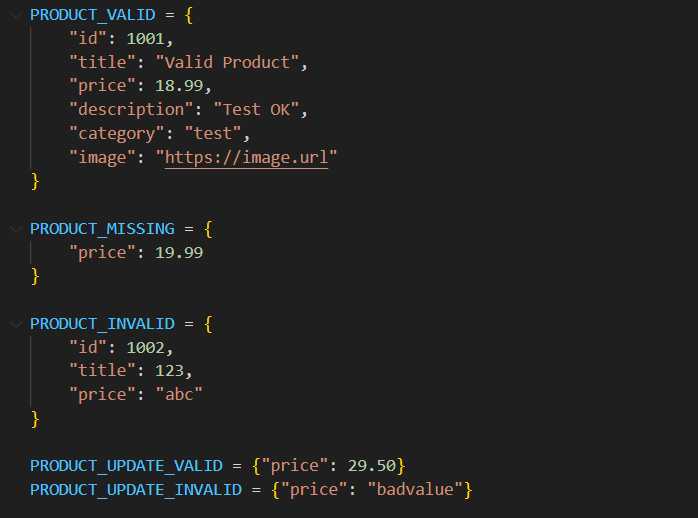 PRODUCT_VALID = {
    "id": 1001,
    "title": "Valid Product",
    "price": 18.99,
    "description": "Test OK",
    "category": "test",
    "image": "https://image.url"
}

PRODUCT_MISSING = {
    "price": 19.99
}

PRODUCT_INVALID = {
    "id": 1002,
    "title": 123,
    "price": "abc"
}

PRODUCT_UPDATE_VALID = {"price": 29.50}
PRODUCT_UPDATE_INVALID = {"price": "badvalue"}